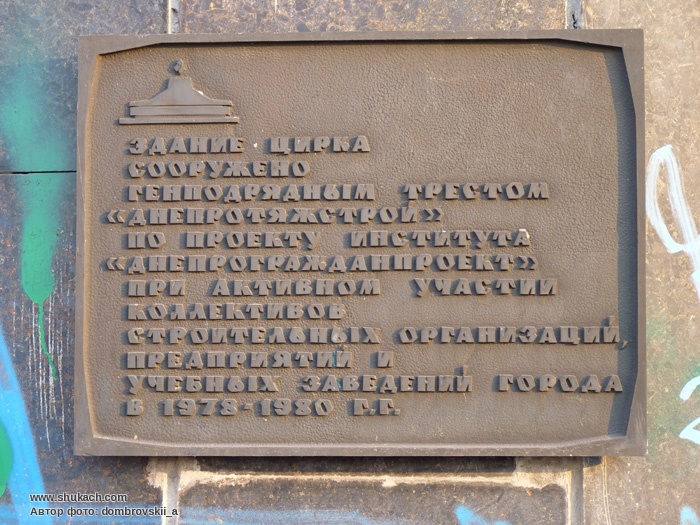 ЗДАНИЕ ЦИРКА
СООРУЖЕНО
ГЕНПОДРЯДНЫМ ТРЕСТОМ
«ДНЕПРОТЯЖСТРОЙ»
ПО ПРОЕКТУ ИНСТИТУТА
«ДНЕПРОГРАЖДАНПРОЕКТ»
ПРИ АКТИВНОМ УЧАСТИИ
КОЛЛЕКТИВОВ
СТРОИТЕЛЬНЫХ ОРГАНИЗАЦИЙ,
ПРЕДПРИЯТИЙ И
УЧЕБНЫХ ЗАВЕДЕНИЙ ГОРОДА
В 1978-1980 Г.Г.
www.shukach.com
Автор фото: dombrovskii_a